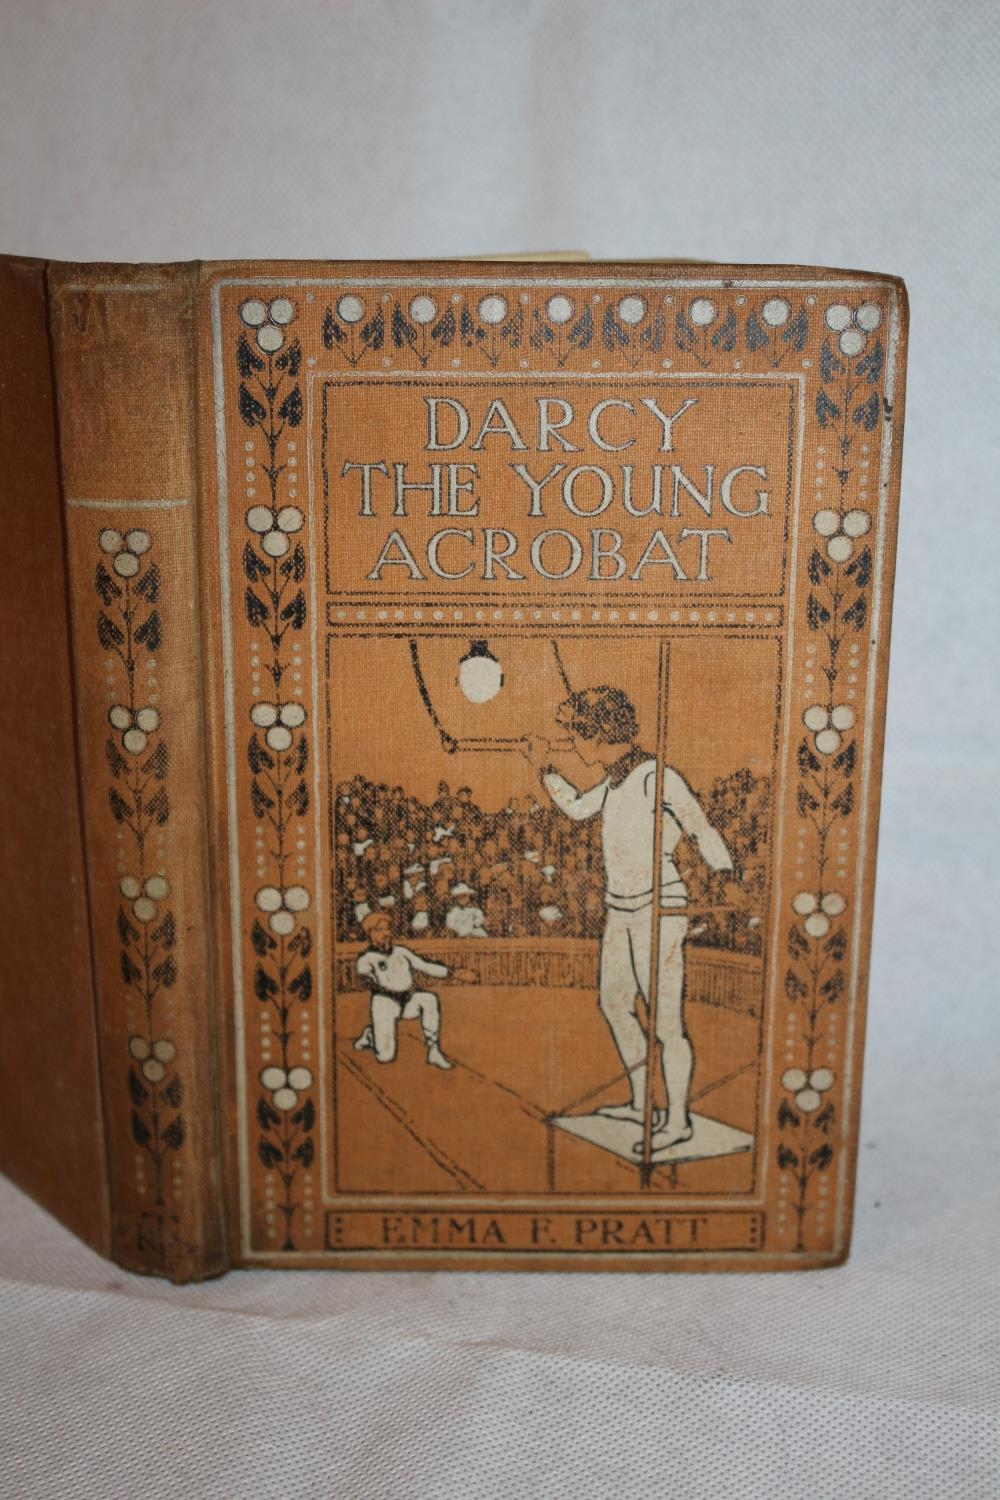 DARCY
THE YOUNG
ACROBAT
EMMA F. PRATT